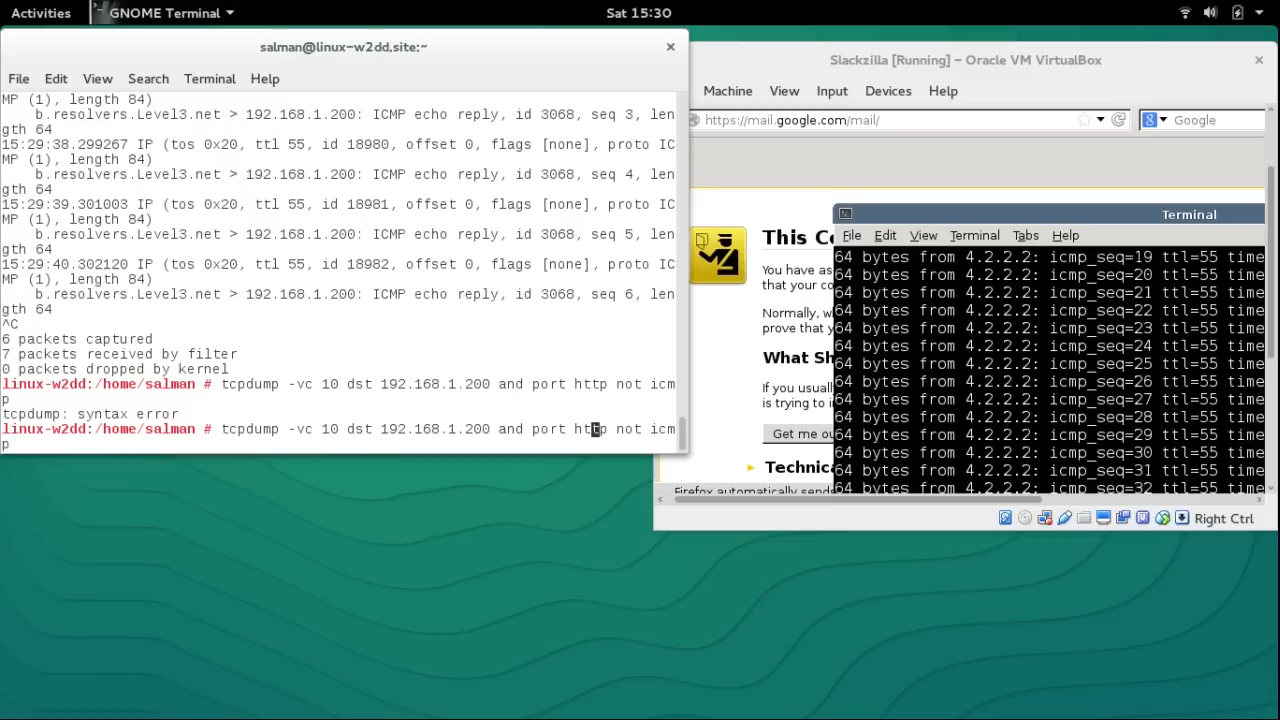 Activities
GNOME Terminal
Sat 15:30
salman@linux-w2dd.site:~
File Edit View Search Terminal Help
MP (1), length 84)
b.resolvers.Level3.net > 192.168.1.200: ICMP echo reply, id 3068, seq 3, len
gth 64
15:29:38.299267 IP (tos 0x20, ttl 55, id 18980, offset 0, flags [none], proto IC
MP (1), length 84)
b.resolvers.Level3.net > 192.168.1.200: ICMP echo reply, id 3068, seq 4, len
gth 64
15:29:39.301003 IP (tos 0x20, ttl 55, id 18981, offset 0, flags [none], proto IC
MP (1), length 84)
b.resolvers.Level3.net > 192.168.1.200: ICMP echo reply, id 3068, seq 5, len
gth 64
15:29:40.302120 IP (tos 0x20, ttl 55, id 18982, offset 0, flags [none], proto IC
MP (1), length 84)
b.resolvers.Level3.net > 192.168.1.200: ICMP echo reply, id 3068, seq 6, len
gth 64
^C
6 packets captured
7 packets received by filter
0 packets dropped by kernel
linux-w2dd:/home/salman # tcpdump -vc 10 dst 192.168.1.200 and port http not icm
p
tcpdump: syntax error
linux-w2dd:/home/salman # tcpdump -vc 10 dst 192.168.1.200 and port http not icm
p
Slackzilla [Running] - Oracle VM VirtualBox
Machine View Input Devices Help
https://mail.google.com/mail/
Google
This Co
You have as
that your co
Normally, w
prove that y
What Sh
If you usuall
is trying to i
Get me ou
Technica
Firefox automatically sends
Terminal
File Edit View Terminal Tabs Help
64 bytes from 4.2.2.2: icmp_seq=19 ttl=55 time
64 bytes from 4.2.2.2: icmp_seq=20 ttl=55 time
64 bytes from 4.2.2.2: icmp_seq=21 ttl=55 time
64 bytes from 4.2.2.2: icmp_seq=22 ttl=55 time
64 bytes from 4.2.2.2: icmp_seq=23 ttl=55 time
64 bytes from 4.2.2.2: icmp_seq=24 ttl=55 time
64 bytes from 4.2.2.2: icmp_seq=25 ttl=55 time
64 bytes from 4.2.2.2: icmp_seq=26 ttl=55 time
64 bytes from 4.2.2.2: icmp_seq=27 ttl=55 time
64 bytes from 4.2.2.2: icmp_seq=28 ttl=55 time
64 bytes from 4.2.2.2: icmp_seq=29 ttl=55 time
64 bytes from 4.2.2.2: icmp_seq=30 ttl=55 time
64 bytes from 4.2.2.2: icmp_seq=31 ttl=55 time
64 bytes from 4.2.2.2: icmp_seq=32 ttl=55 time
Right Ctrl